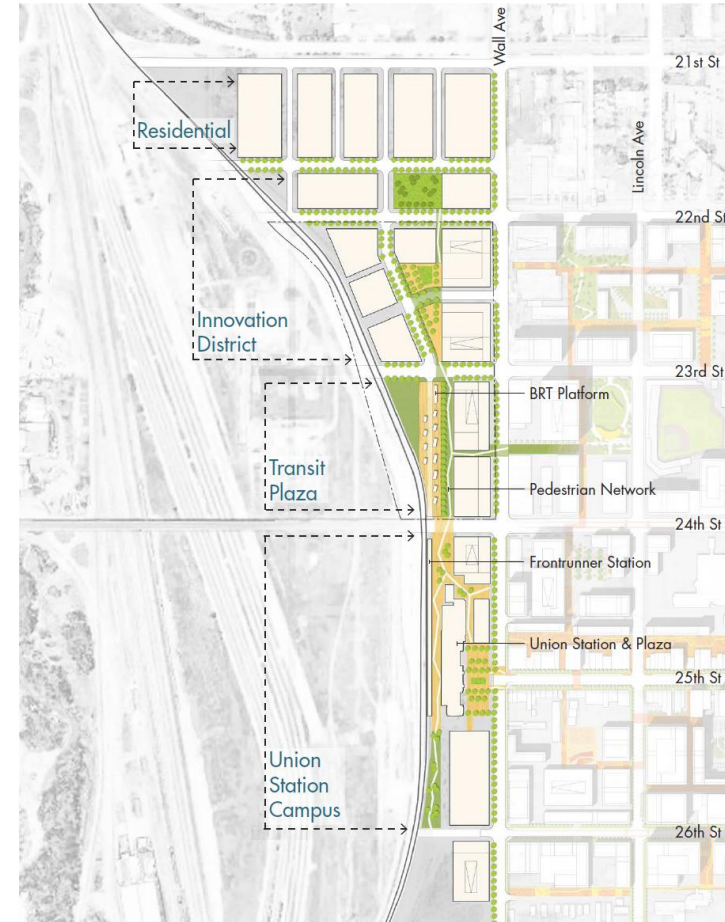 Wall Ave
21st St
Residential
Lincoln Ave
22nd St
Innovation
District
23rd St
BRT Platform
Transit
Plaza
Pedestrian Network
24th St
Frontrunner Station
Union Station & Plaza
25th St
Union
Station
Campus
26th St